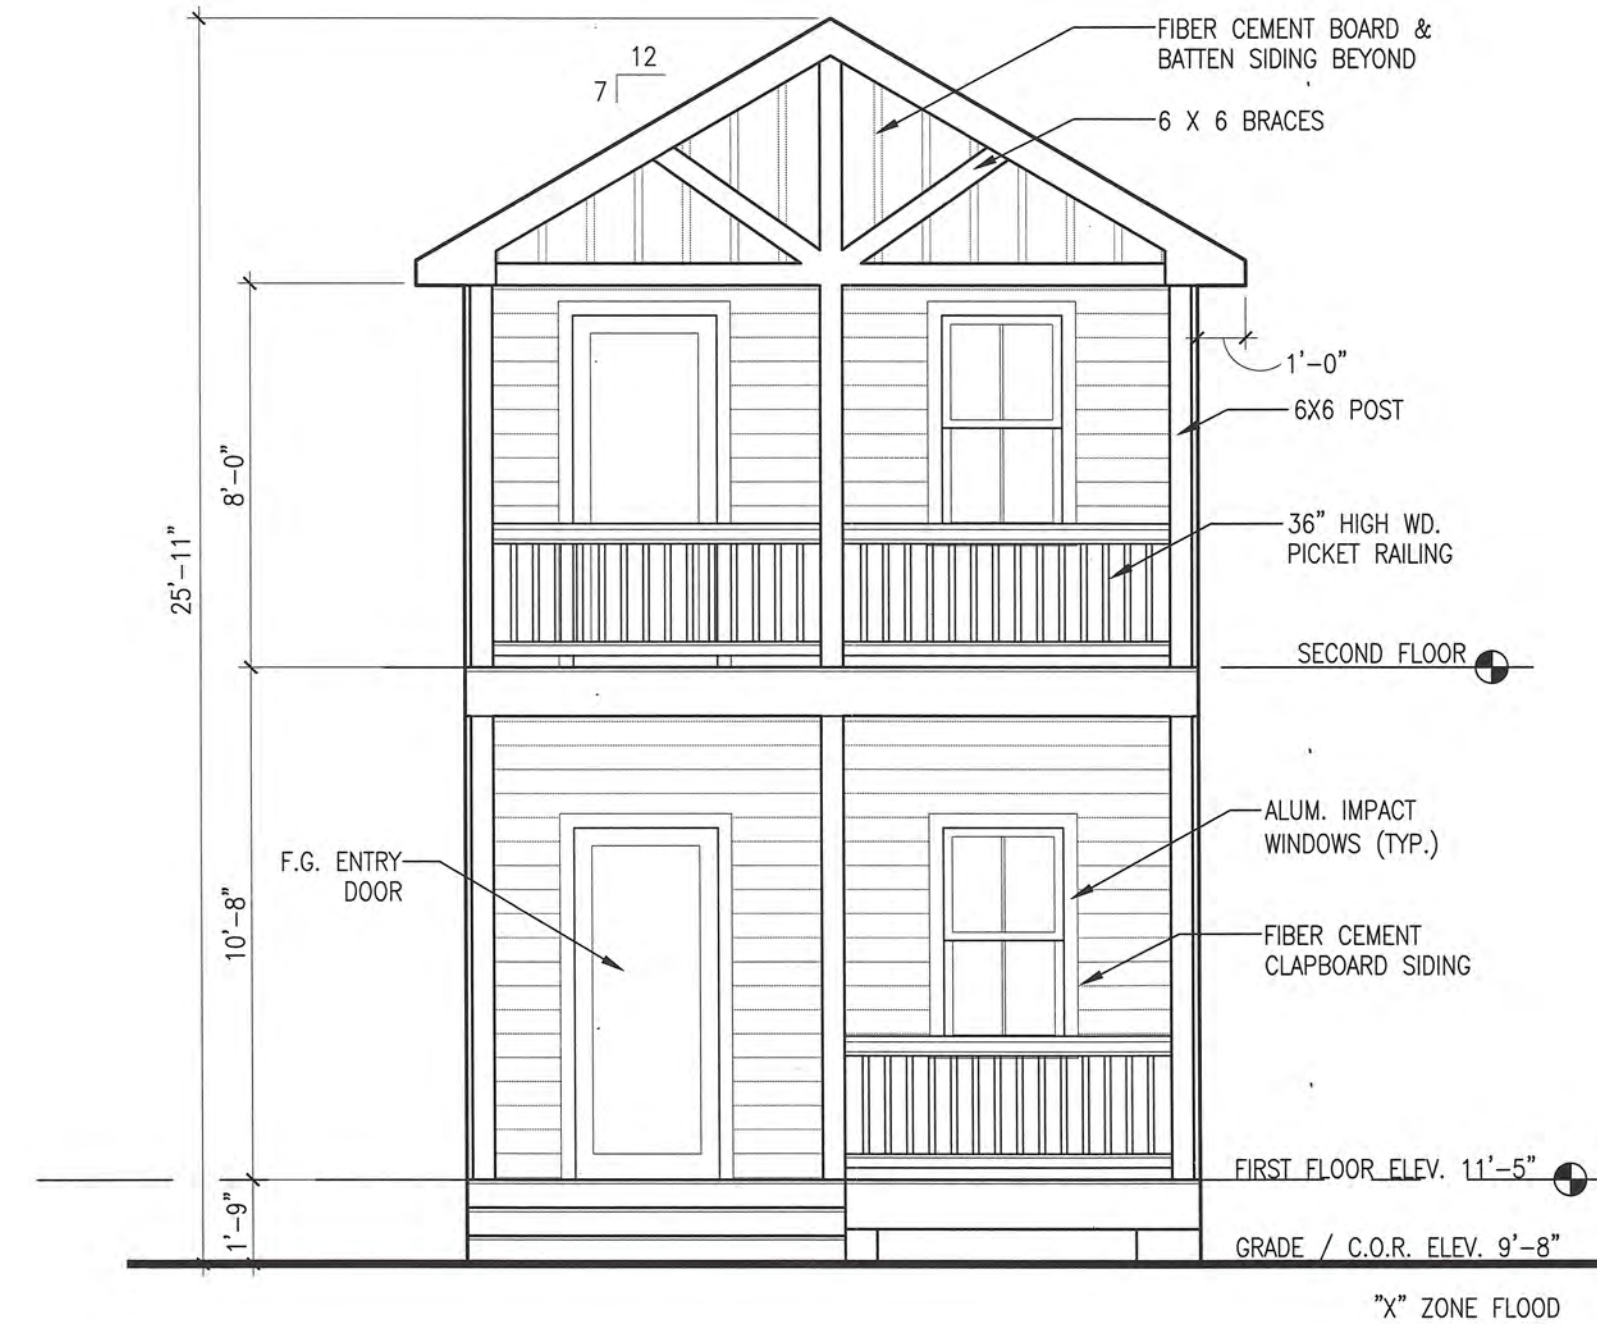 FIBER CEMENT BOARD &
BATTEN SIDING BEYOND
12
7
6 X 6 BRACES
1'-0"
6X6 POST
8'-0"
25'-11"
36" HIGH WD.
PICKET RAILING
SECOND FLOOR
ALUM. IMPACT
WINDOWS (TYP.)
F.G. ENTRY
DOOR
10'-8"
FIBER CEMENT
CLAPBOARD SIDING
FIRST FLOOR ELEV. 11'-5"
1'-9"
GRADE / C.O.R. ELEV. 9'-8"
"X" ZONE FLOOD